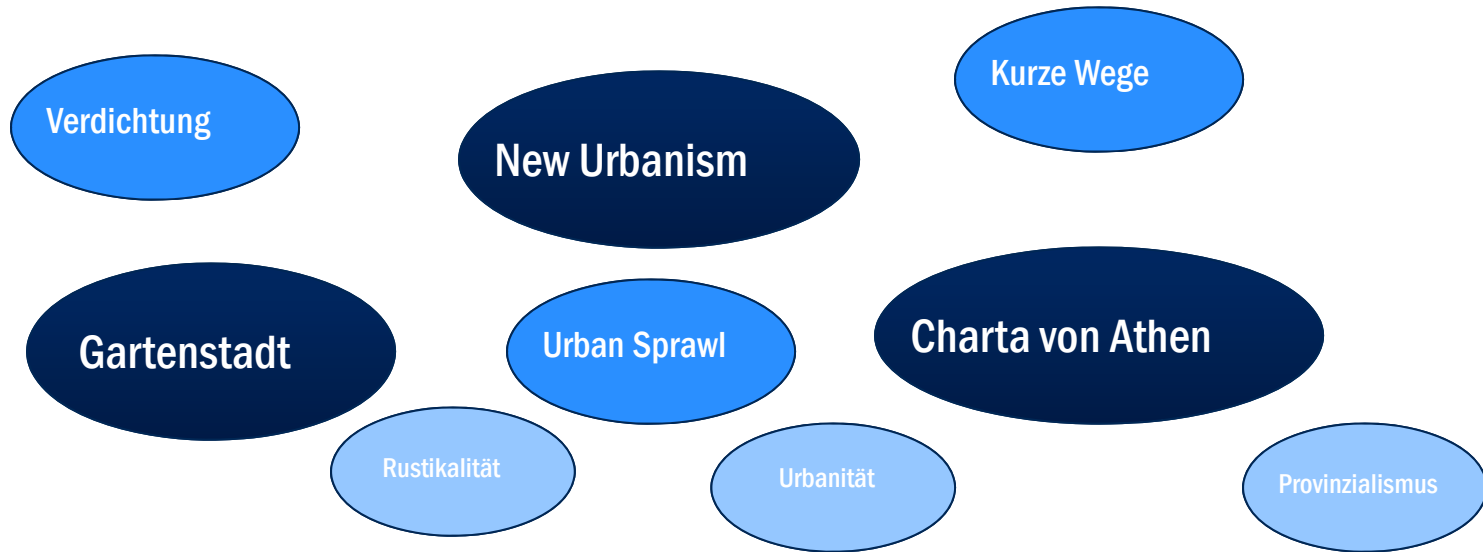 Kurze Wege
Verdichtung
New Urbanism
Gartenstadt
Urban Sprawl
Charta von Athen
Rustikalität
Urbanität
Provinzialismus